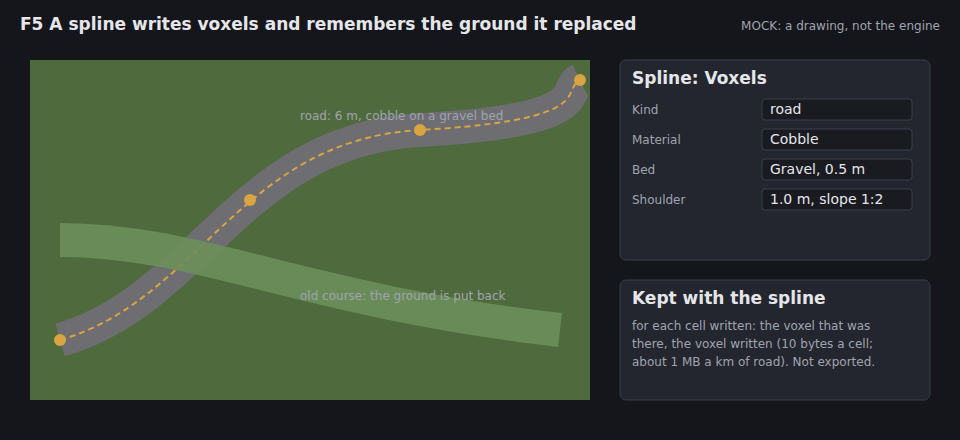 F5 A spline writes voxels and remembers the ground it replaced
MOCK: a drawing, not the engine
road: 6 m, cobble on a gravel bed
old course: the ground is put back
Spline: Voxels
Kind road
Material Cobble
Bed Gravel, 0.5 m
Shoulder 1.0 m, slope 1:2
Kept with the spline
for each cell written: the voxel that was
there, the voxel written (10 bytes a cell;
about 1 MB a km of road). Not exported.